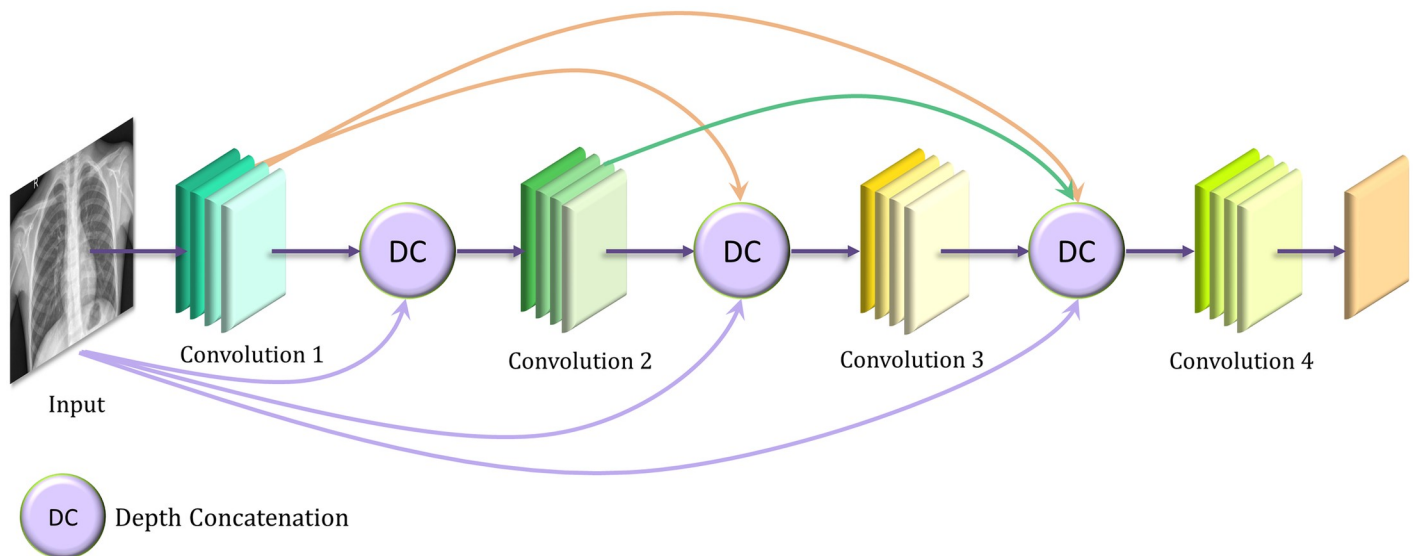 R
DC
DC
DC
Convolution 1
Convolution 2
Convolution 3
Convolution 4
Input
DC
Depth Concatenation